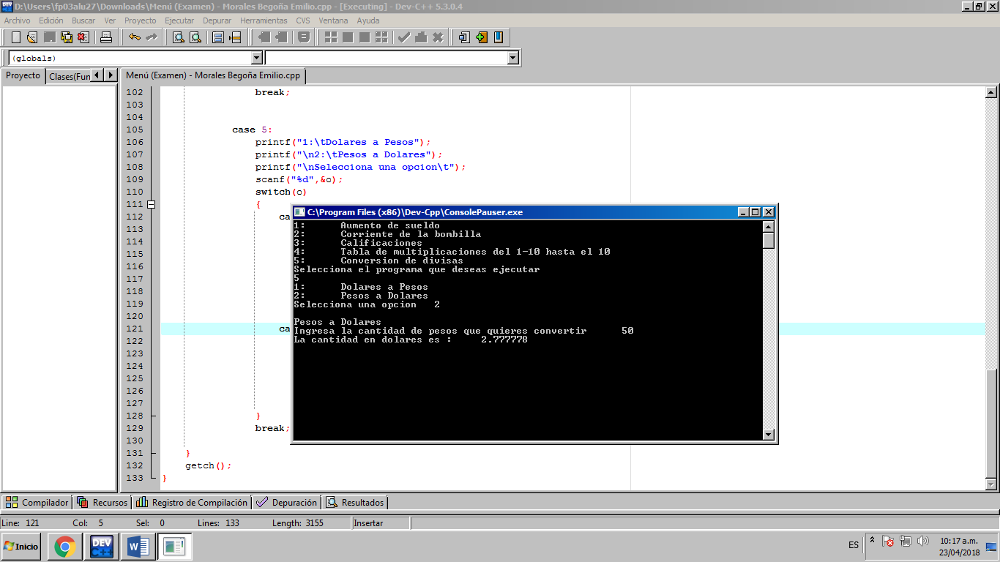 D:\Users\fp03alu27\Downloads\Menú (Examen) - Morales Begoña Emilio.cpp - [Executing] - Dev-C++ 5.3.0.4
Archivo Edición Buscar Ver Proyecto Ejecutar Depurar Herramientas CVS Ventana Ayuda
(globals)
Proyecto Clases(Fun Menú (Examen) - Morales Begoña Emilio.cpp
102 break;
103
104
105 case 5:
106 printf("1:\tDolares a Pesos");
107 printf("\n2:\tPesos a Dolares");
108 printf("\nSelecciona una opcion\t");
109 scanf("%d",&o);
110 switch(o)
111 {
112 ca
113
114
115
116
117
118
119
120
121 ca
122
123
124
125
126
127
128 }
129 break;
130
131 }
132 getch();
133 }
C:\Program Files (x86)\Dev-Cpp\ConsolePauser.exe
1: Aumento de sueldo
2: Corriente de la bombilla
3: Calificaciones
4: Tabla de multiplicaciones del 1-10 hasta el 10
5: Conversion de divisas
Selecciona el programa que deseas ejecutar
5
1: Dolares a Pesos
2: Pesos a Dolares
Selecciona una opcion 2
Pesos a Dolares
Ingresa la cantidad de pesos que quieres convertir 50
La cantidad en dolares es : 2.777778
Compilador Recursos Registro de Compilación Depuración Resultados
Line: 121 Col: 5 Sel: 0 Lines: 133 Length: 3155 Insertar
Inicio DEV C++ W ES 10:17 a.m.
23/04/2018